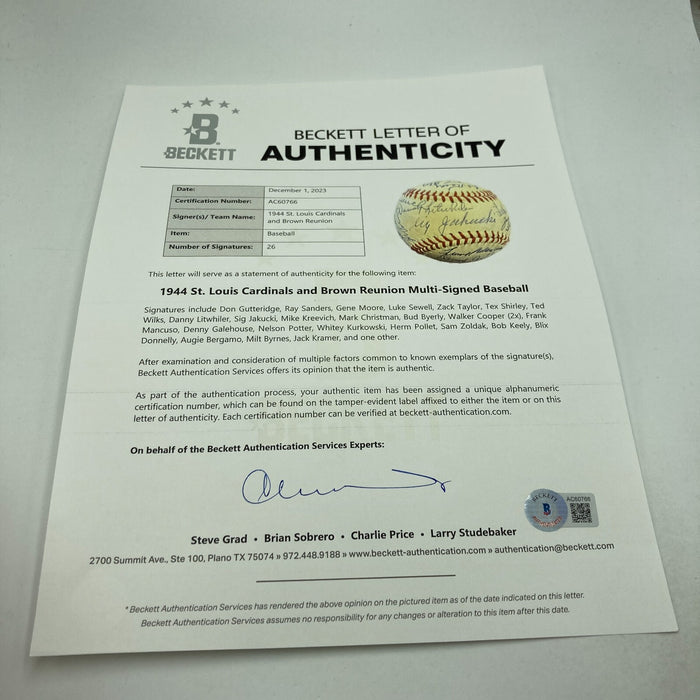 B
BECKETT
BECKETT LETTER OF
AUTHENTICITY
Date: December 1, 2023
Certification Number: AC60766
Signer(s)/ Team Name: 1944 St. Louis Cardinals and Brown Reunion
Item: Baseball
Number of Signatures: 26
This letter will serve as a statement of authenticity for the following item:
1944 St. Louis Cardinals and Brown Reunion Multi-Signed Baseball
Signatures include Don Gutteridge, Ray Sanders, Gene Moore, Luke Sewell, Zack Taylor, Tex Shirley, Ted
Wilks, Danny Litwhiler, Sig Jakucki, Mike Kreevich, Mark Christman, Bud Byerly, Walker Cooper (2x), Frank
Mancuso, Denny Galehouse, Nelson Potter, Whitey Kurkowski, Herm Pollet, Sam Zoldak, Bob Keely, Blix
Donnelly, Augie Bergamo, Milt Byrnes, Jack Kramer, and one other.
After examination and consideration of multiple factors common to known exemplars of the signature(s),
Beckett Authentication Services offers its opinion that the item is authentic.
As part of the authentication process, your authentic item has been assigned a unique alphanumeric
certification number, which can be found on the tamper-evident label affixed to either the item or on this
letter of authenticity. Each certification number can be verified at beckett-authentication.com.
On behalf of the Beckett Authentication Services Experts:
BECKETT
B
AC60766
Steve Grad • Brian Sobrero • Charlie Price • Larry Studebaker
2700 Summit Ave., Ste 100, Plano TX 75074 » 972.448.9188 » www.beckett-authentication.com » authentication@beckett.com
* Beckett Authentication Services has rendered the above opinion on the pictured item as of the date indicated on this letter.
Beckett Authentication Services assumes no responsibility for any changes or alteration to this item after this date.